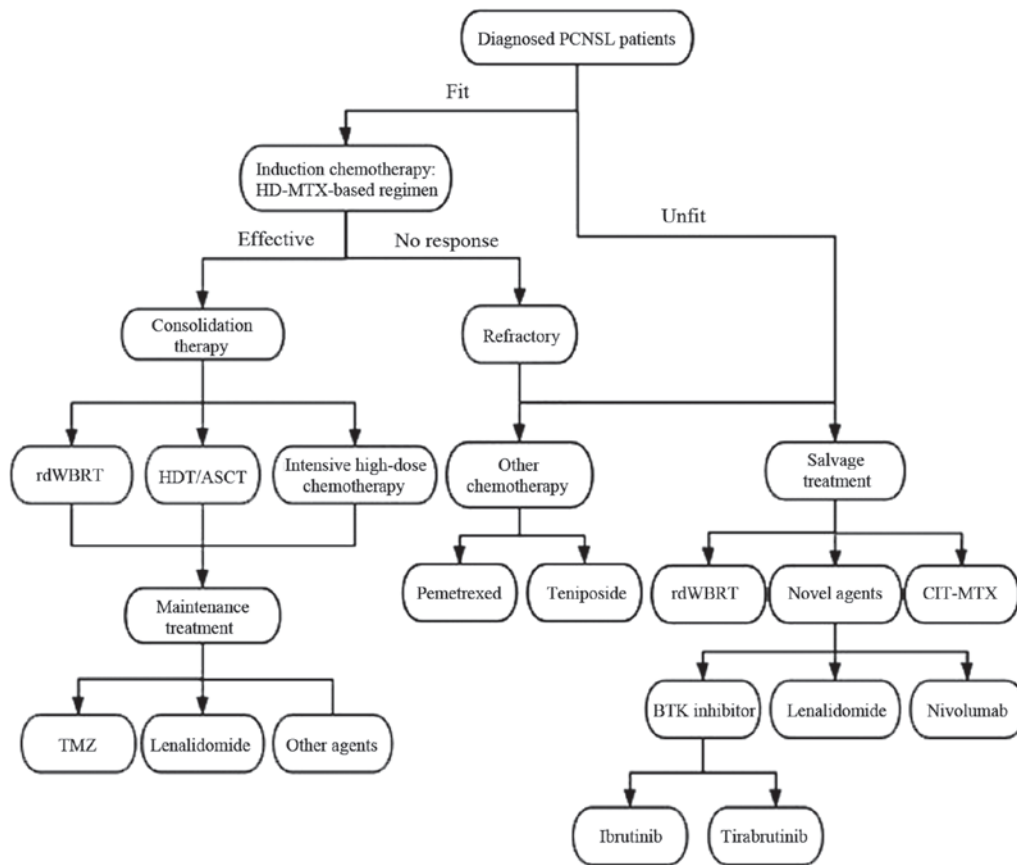 Diagnosed PCNSL patients
Fit
Induction chemotherapy:
HD-MTX-based regimen
Unfit
Effective
No response
Consolidation
therapy
Refractory
rdWBRT
HDT/ASCT
Intensive high-dose
chemotherapy
Other
chemotherapy
Salvage
treatment
Pemetrexed
Teniposide
rdWBRT
Novel agents
CIT-MTX
Maintenance
treatment
BTK inhibitor
Lenalidomide
Nivolumab
TMZ
Lenalidomide
Other agents
Ibrutinib
Tirabrutinib